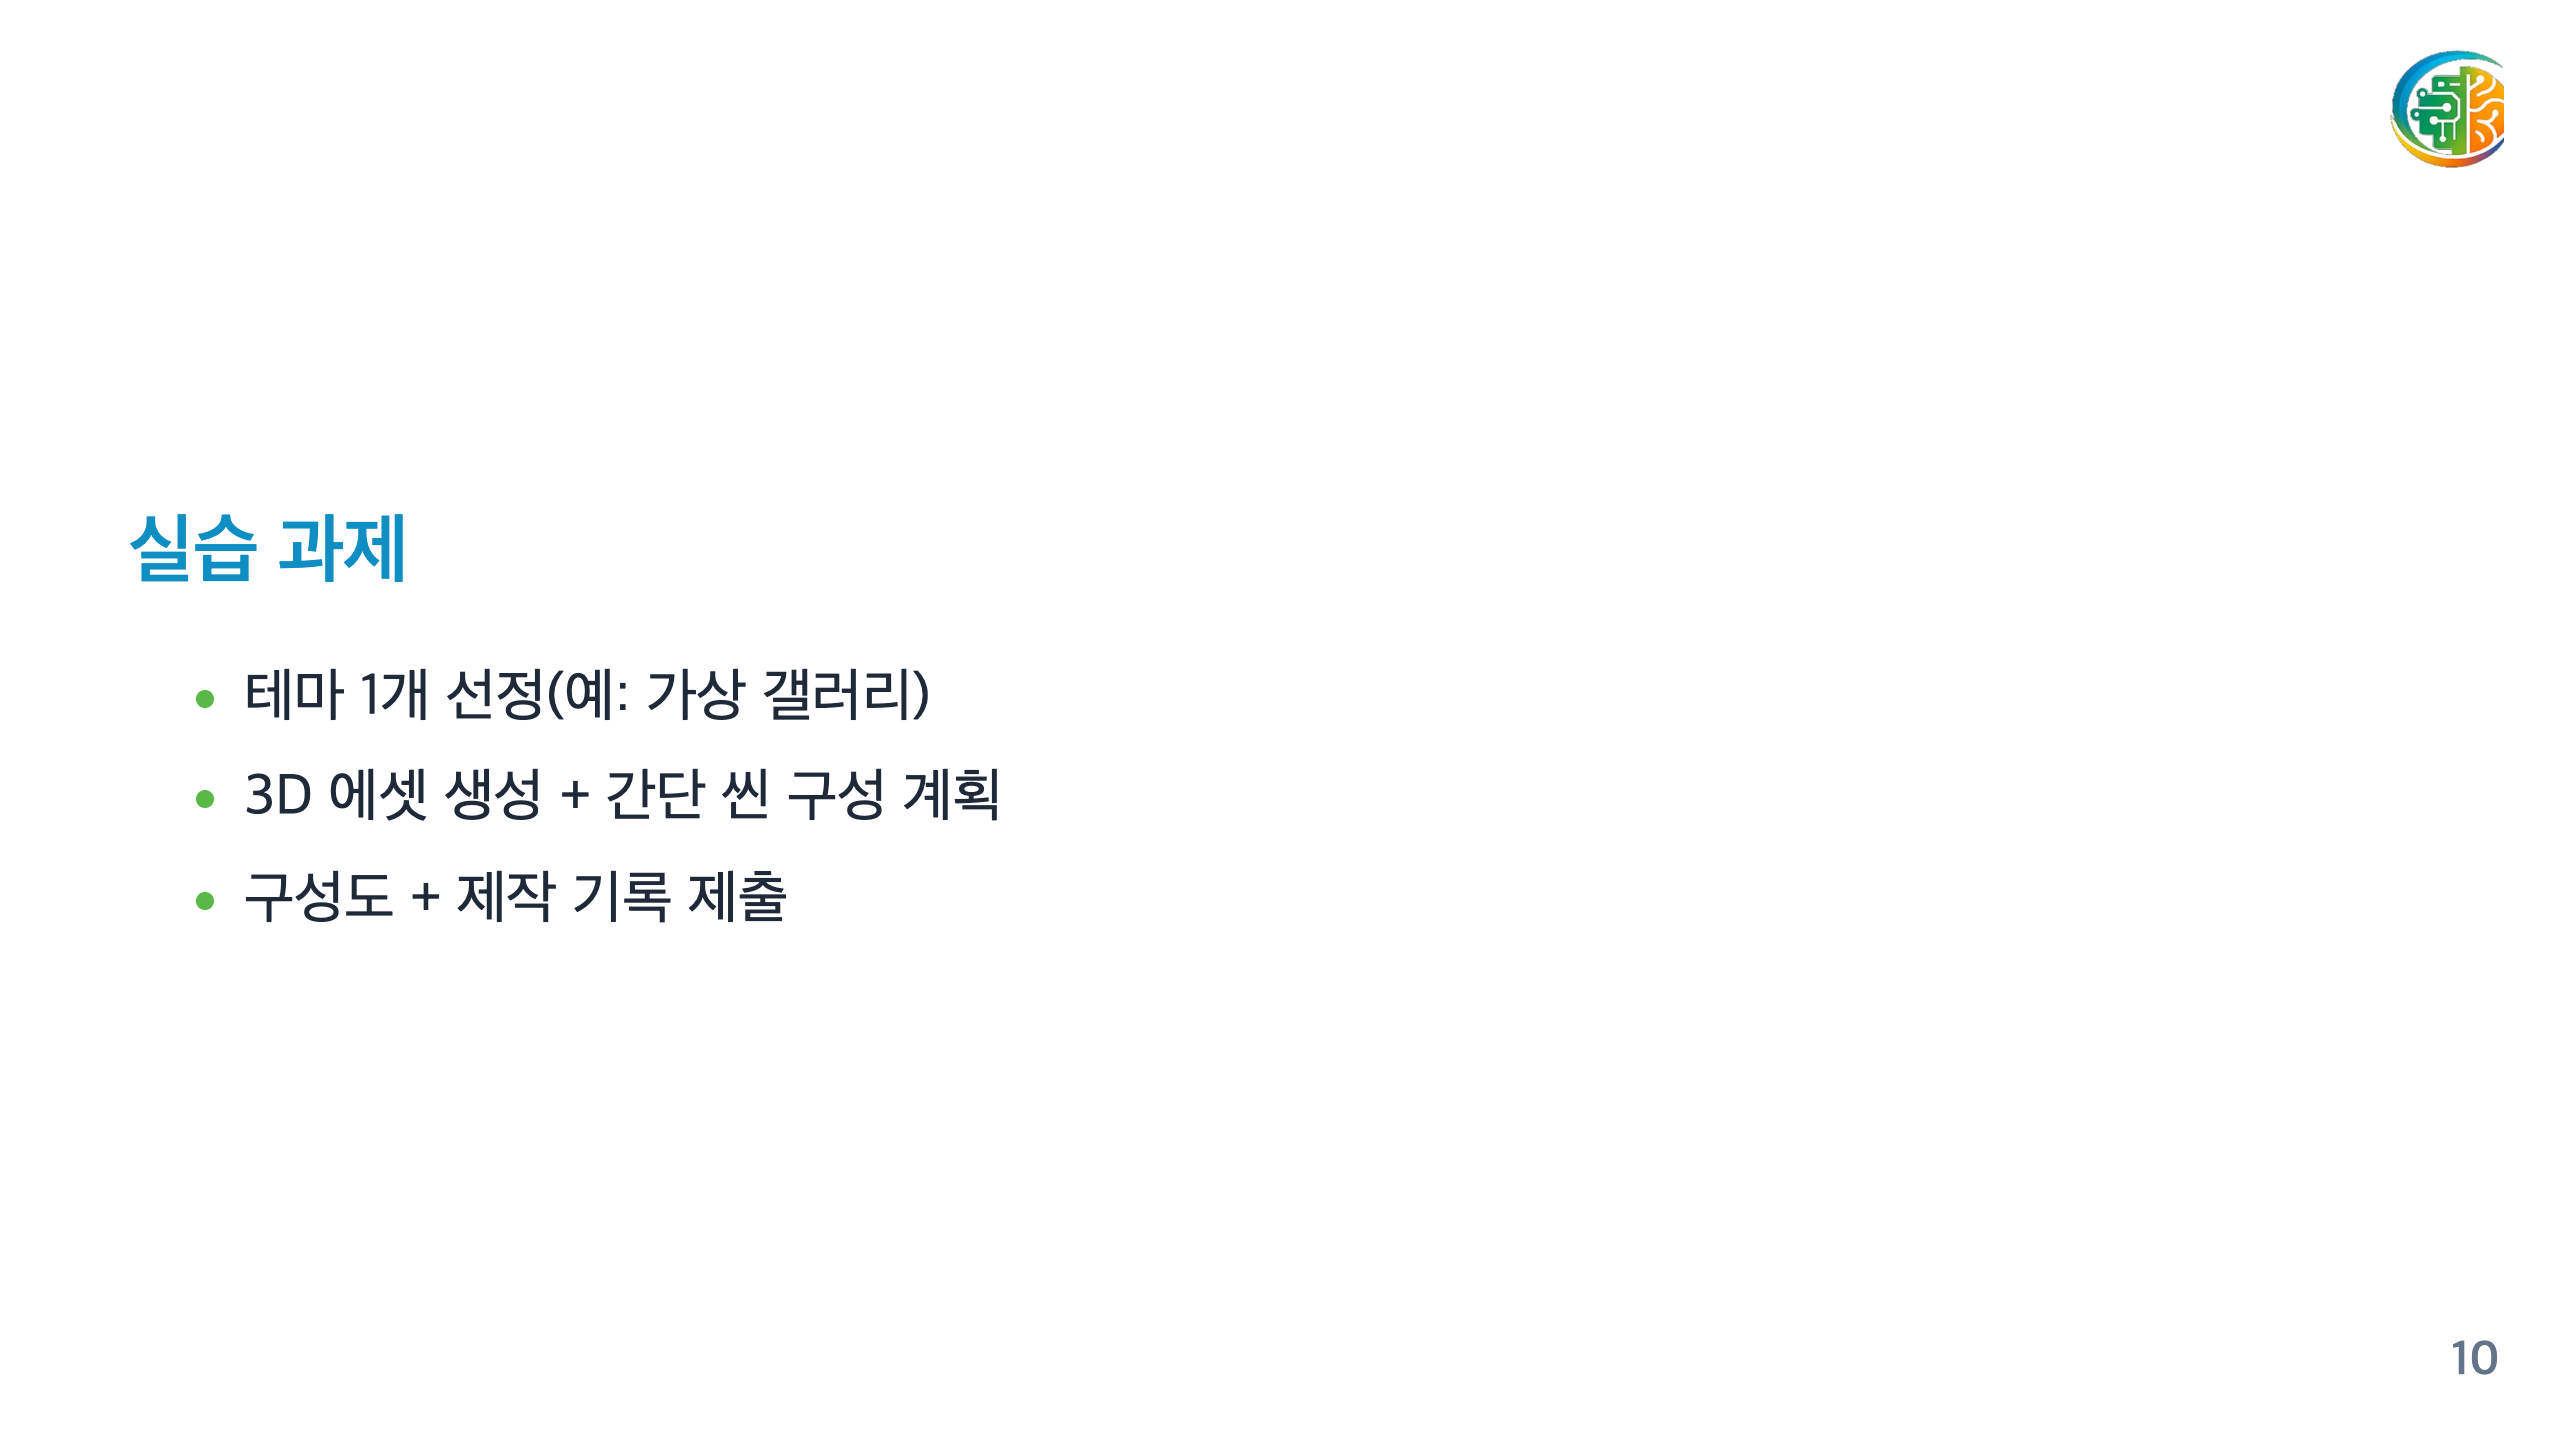 실습 과제
테마 1개 선정(예: 가상 갤러리)
3D 에셋 생성 + 간단 씬 구성 계획
구성도 + 제작 기록 제출
10